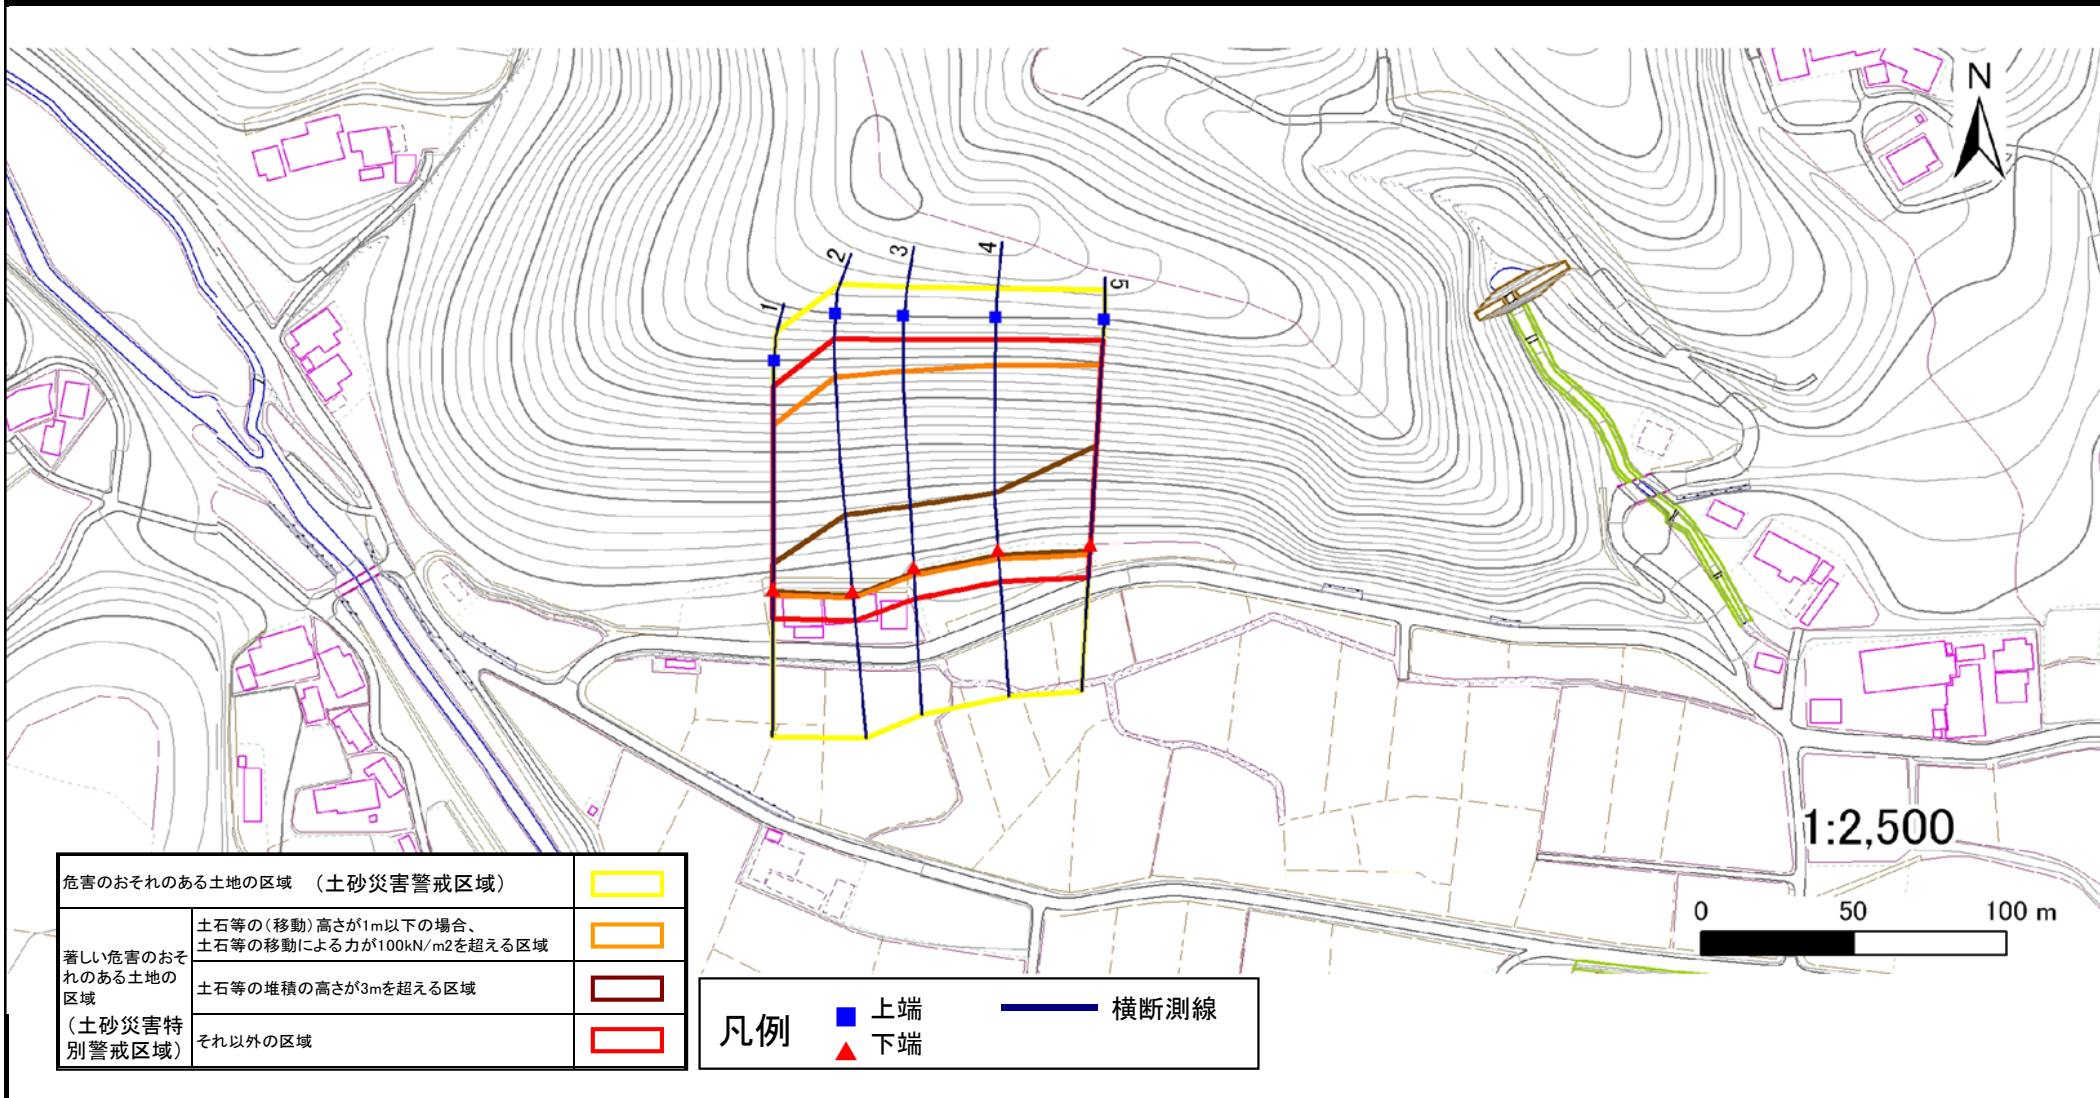 N
1
2
3
4
5
1:2,500
0 50 100 m
危害のおそれのある土地の区域 （土砂災害警戒区域）
著しい危害のおそ
れのある土地の
区域
（土砂災害特
別警戒区域）
土石等の（移動）高さが1m以下の場合、
土石等の移動による力が100kN/m2を超える区域
土石等の堆積の高さが3mを超える区域
それ以外の区域
凡例
上端
下端
横断測線